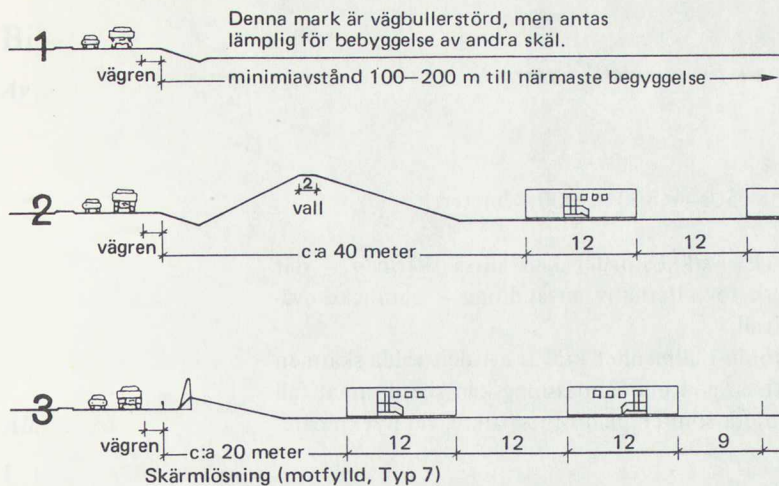 Denna mark är vägbullerstörd, men antas
lämplig för bebyggelse av andra skäl.
1
vägren
minimiavstånd 100—200 m till närmaste begyggelse
2
2
vall
vägren
c:a 40 meter
12
12
3
vägren
c:a 20 meter
12
12
12
9
Skärmlösning (motfylld, Typ 7)